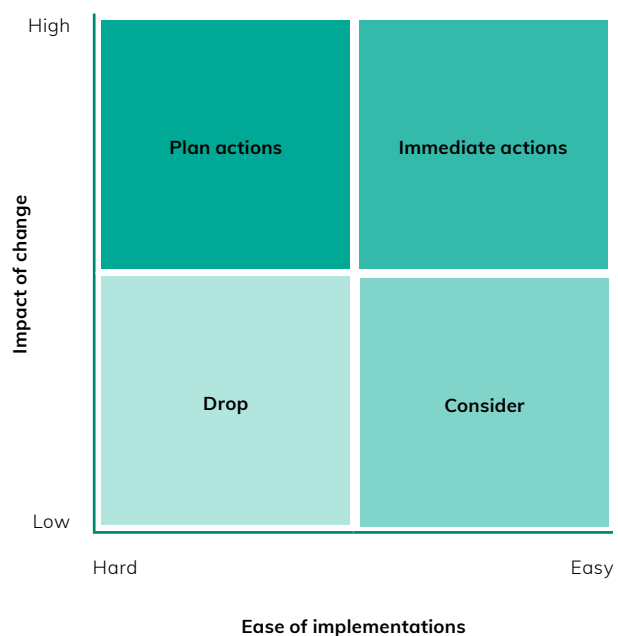 High
Plan actions
Immediate actions
Impact of change
Drop
Consider
Low
Hard
Easy
Ease of implementations